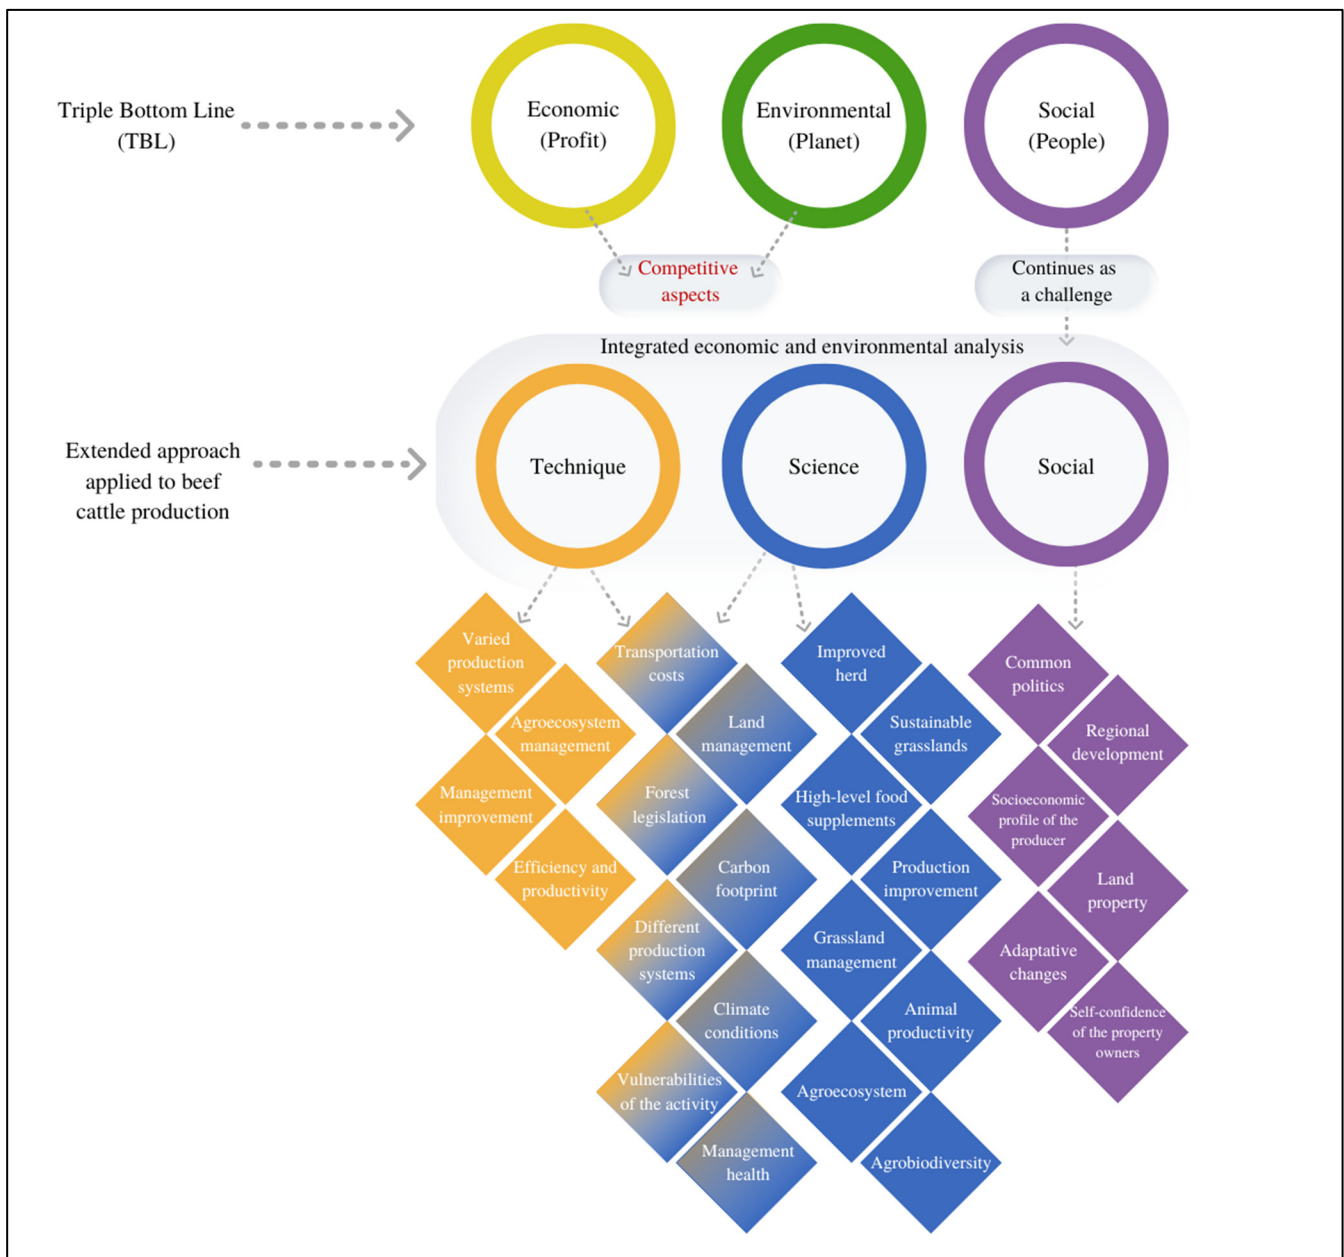 Triple Bottom Line
(TBL)
Economic
(Profit)
Environmental
(Planet)
Social
(People)
Competitive
aspects
Continues as
a challenge
Integrated economic and environmental analysis
Extended approach
applied to beef
cattle production
Technique
Science
Social
Varied
production
systems
Agroecosystem
management
Management
improvement
Efficiency and
productivity
Transportation
costs
Land
management
Forest
legislation
Carbon
footprint
Different
production
systems
Climate
conditions
Vulnerabilities
of the activity
Management
health
Improved
herd
Sustainable
grasslands
High-level food
supplements
Production
improvement
Grassland
management
Animal
productivity
Agroecosystem
Agrobiodiversity
Common
politics
Regional
development
Socioeconomic
profile of the
producer
Land
property
Adaptative
changes
Self-confidence
of the property
owners